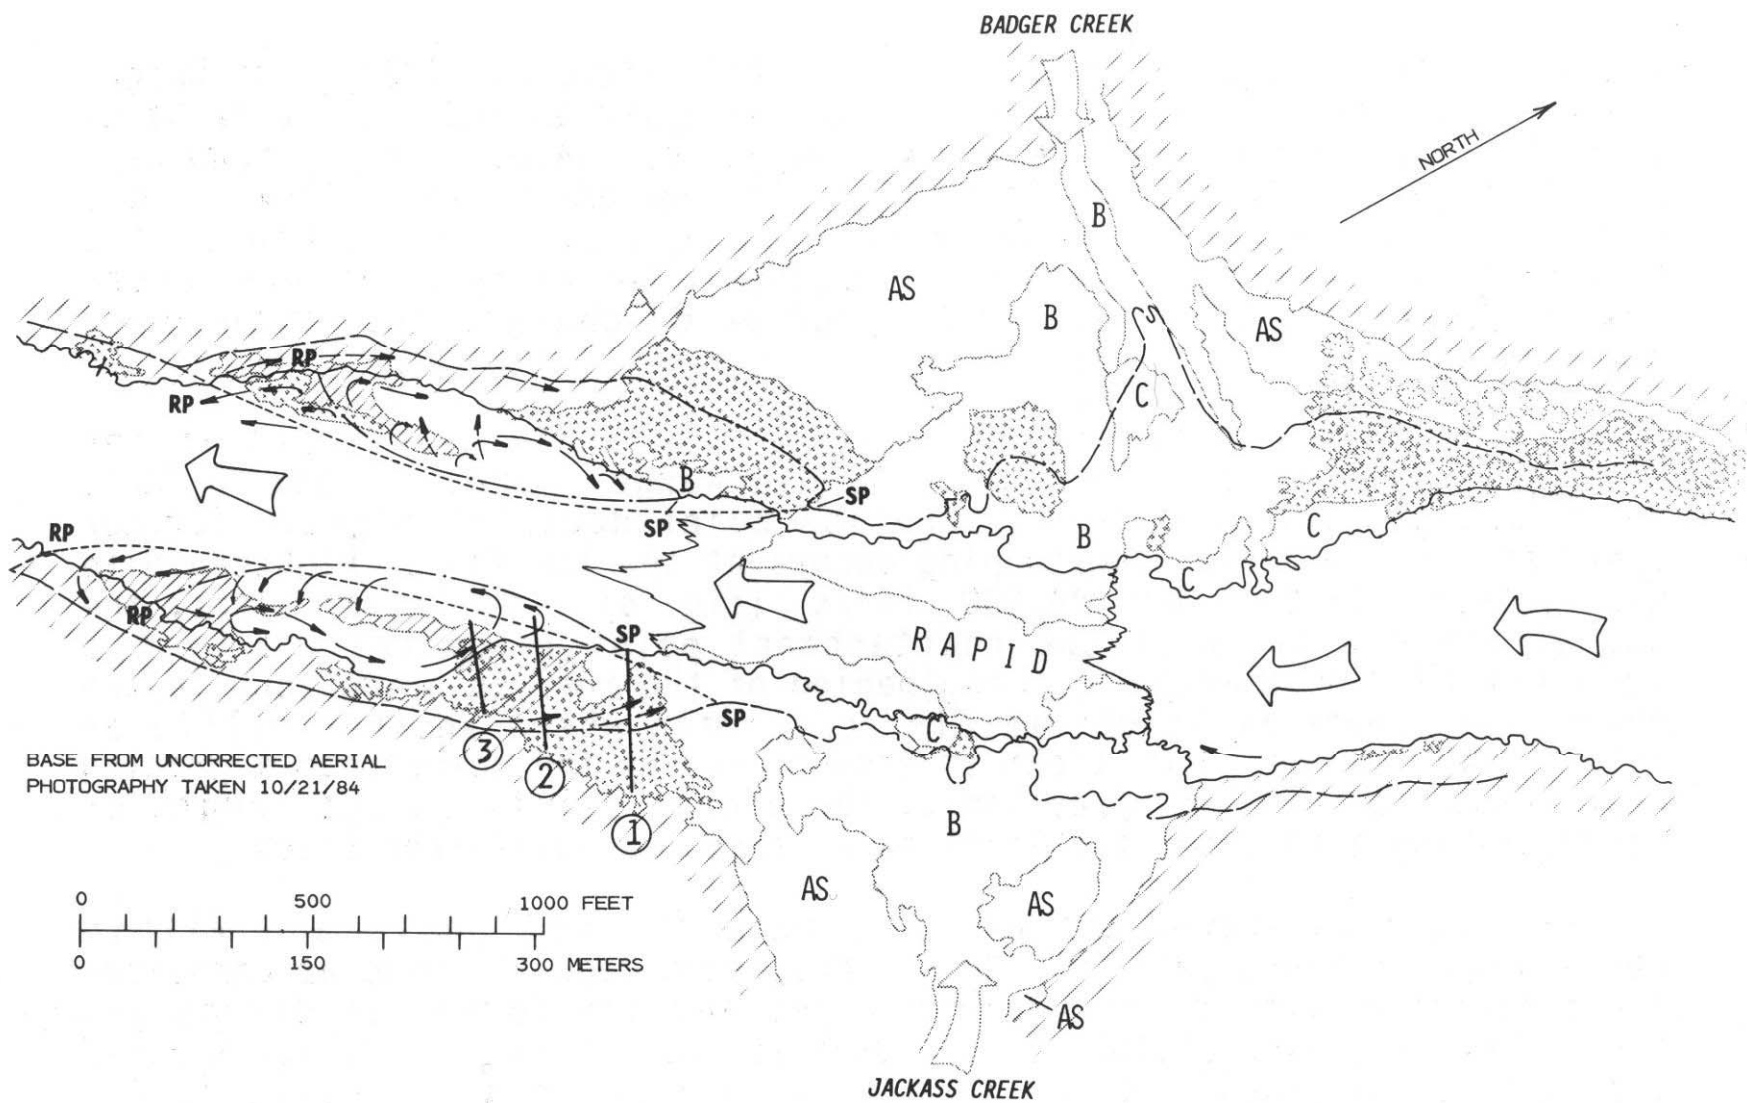 BADGER CREEK
NORTH
B
AS
B
AS
RP
C
RP
B
SP
SP
B
C
C
RP
RP
SP
RAPID
SP
C
3
2
1
B
AS
AS
AS
BASE FROM UNCORRECTED AERIAL
PHOTOGRAPHY TAKEN 10/21/84
0 500 1000 FEET
0 150 300 METERS
JACKASS CREEK